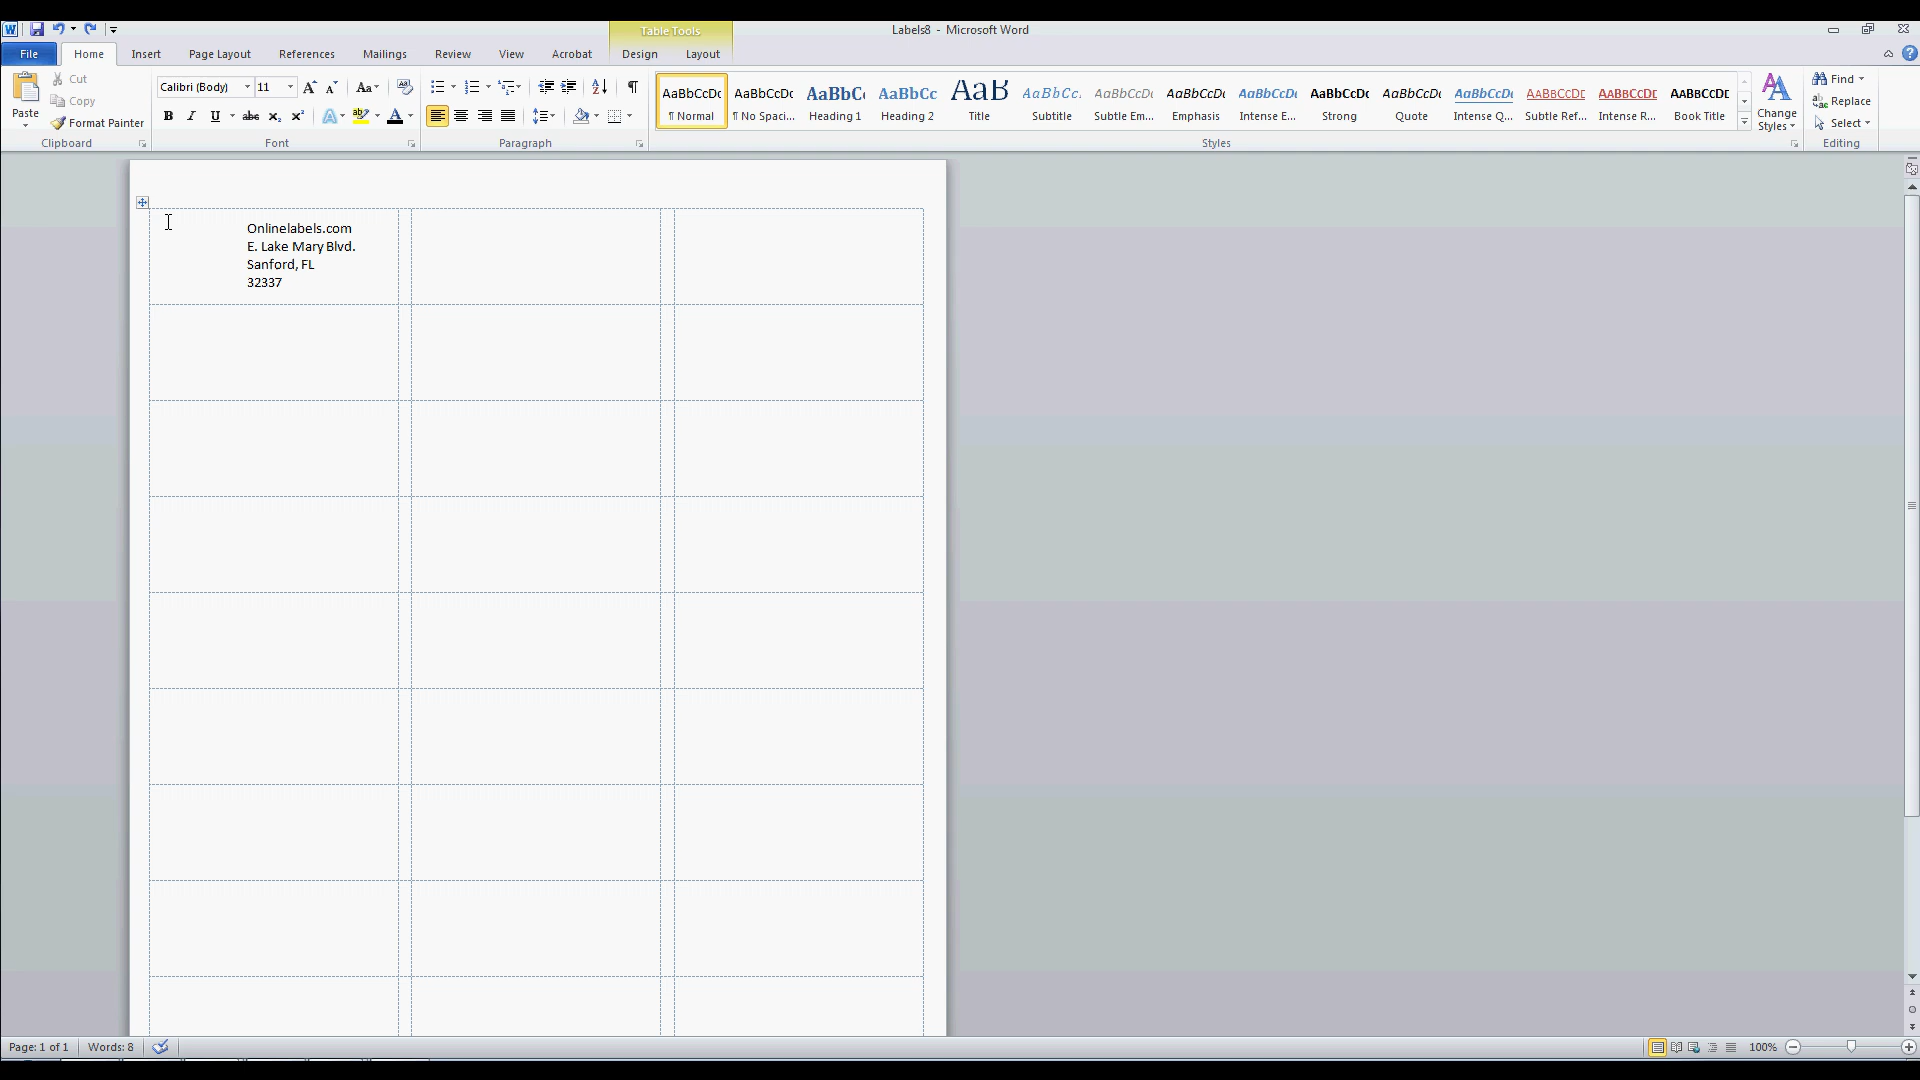 Table Tools
Labels8 - Microsoft Word
File Home Insert Page Layout References Mailings Review View Acrobat Design Layout
Paste
Cut
Copy
Format Painter
Clipboard
Calibri (Body) 11
Font
Paragraph
AaBbCcDc AaBbCcDc AaBbC AaBbCc AaB AaBbCc. AaBbCcDc AaBbCcDc AaBbCcDc AaBbCcDc AaBbCcDc AaBbCcDc AABBCCDE AABBCCDE AABBCCDE
¶ Normal ¶ No Spaci... Heading 1 Heading 2 Title Subtitle Subtle Em... Emphasis Intense E... Strong Quote Intense Q... Subtle Ref... Intense R... Book Title
Styles
Change Styles
Find
Replace
Select
Editing
Onlinelabels.com
E. Lake Mary Blvd.
Sanford, FL
32337
Page: 1 of 1 Words: 8 100%